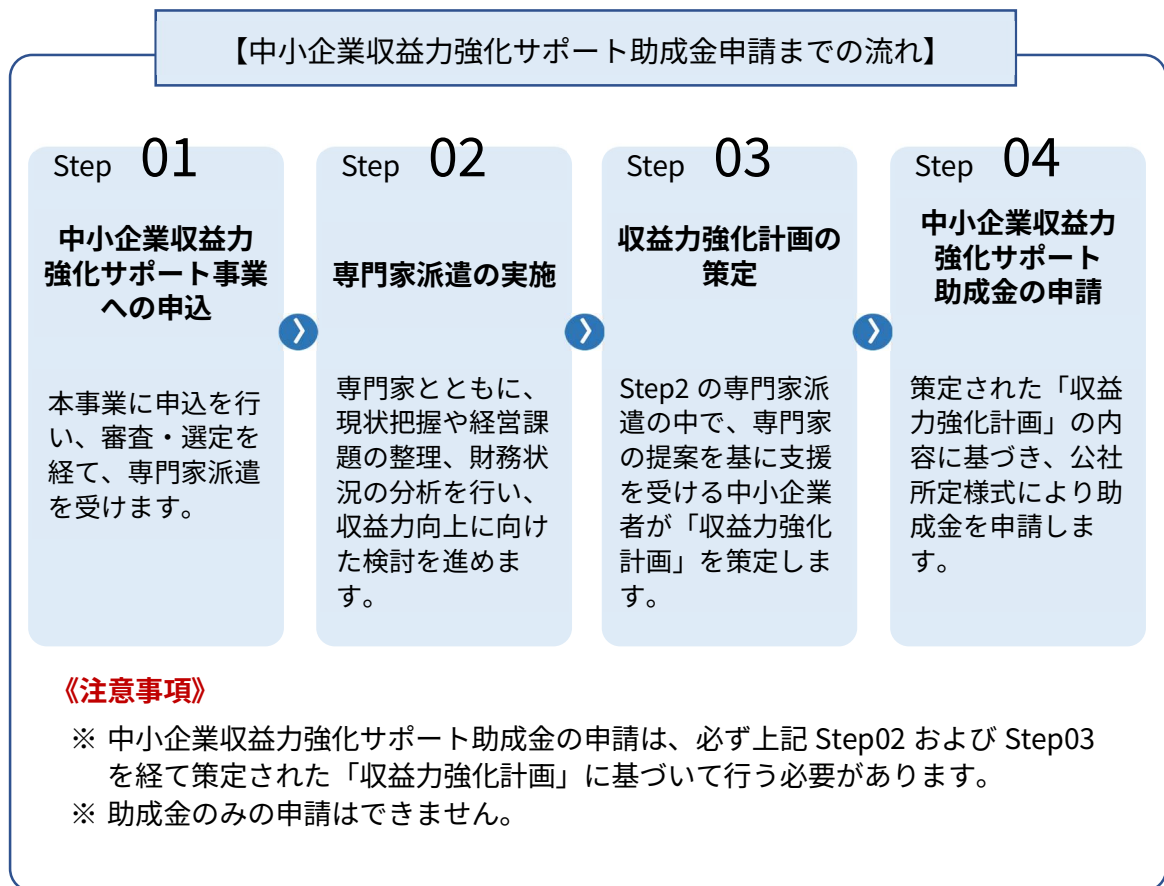 【中小企業収益力強化サポート助成金申請までの流れ】
Step 01
中小企業収益力
強化サポート事業
への申込
本事業に申込を行
い、審査・選定を
経て、専門家派遣
を受けます。
Step 02
専門家派遣の実施
専門家とともに、
現状把握や経営課
題の整理、財務状
況の分析を行い、
収益力向上に向け
た検討を進めま
す。
Step 03
収益力強化計画の
策定
Step2 の専門家派
遣の中で、専門家
の提案を基に支援
を受ける中小企業
者が「収益力強化
計画」を策定しま
す。
Step 04
中小企業収益力
強化サポート
助成金の申請
策定された「収益
力強化計画」の内
容に基づき、公社
所定様式により助
成金を申請しま
す。
《注意事項》
※ 中小企業収益力強化サポート助成金の申請は、必ず上記 Step02 および Step03
を経て策定された「収益力強化計画」に基づいて行う必要があります。
※ 助成金のみの申請はできません。